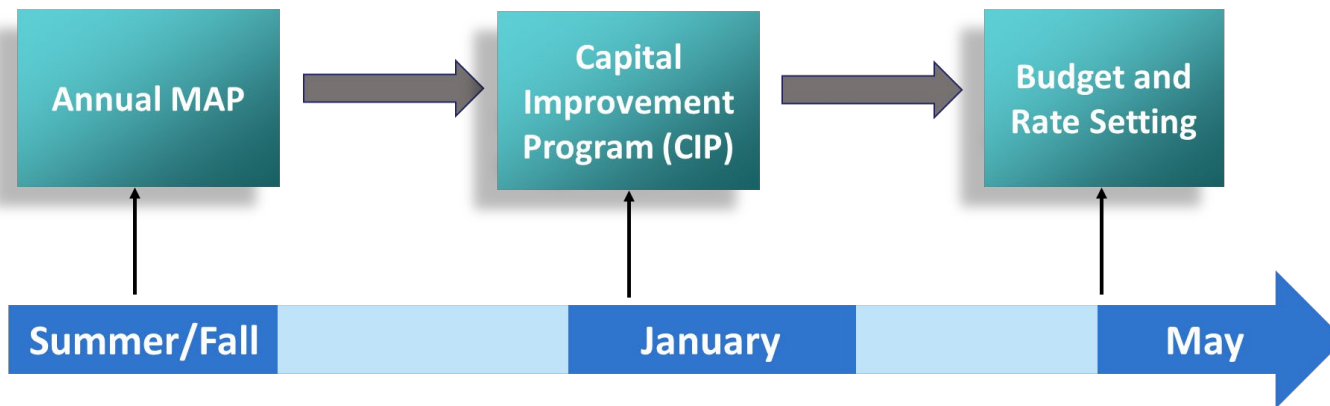 Annual MAP
Capital
Improvement
Program (CIP)
Budget and
Rate Setting
Summer/Fall
January
May